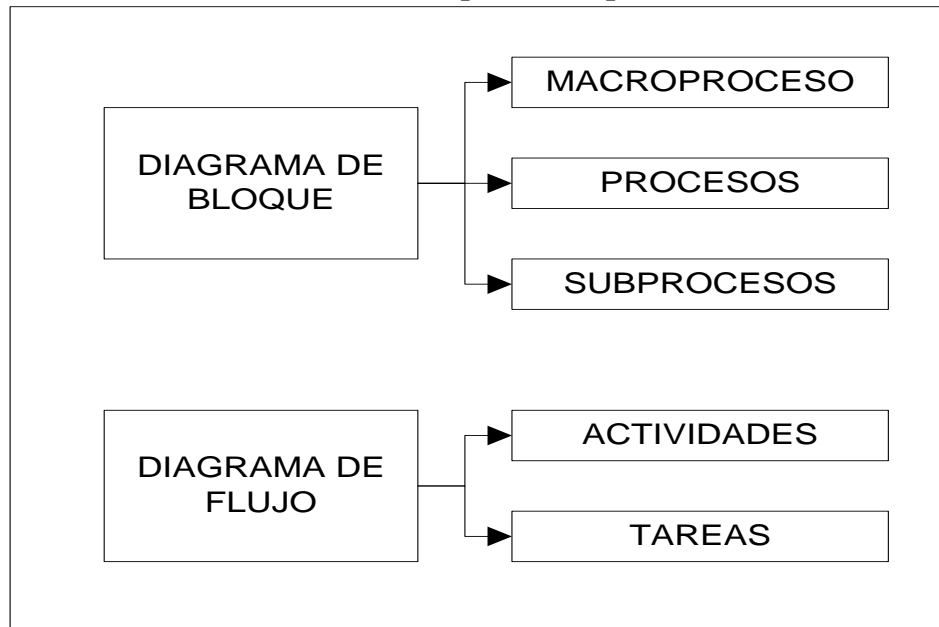 DIAGRAMA DE
BLOQUE
MACROPROCESO
PROCESOS
SUBPROCESOS
DIAGRAMA DE
FLUJO
ACTIVIDADES
TAREAS